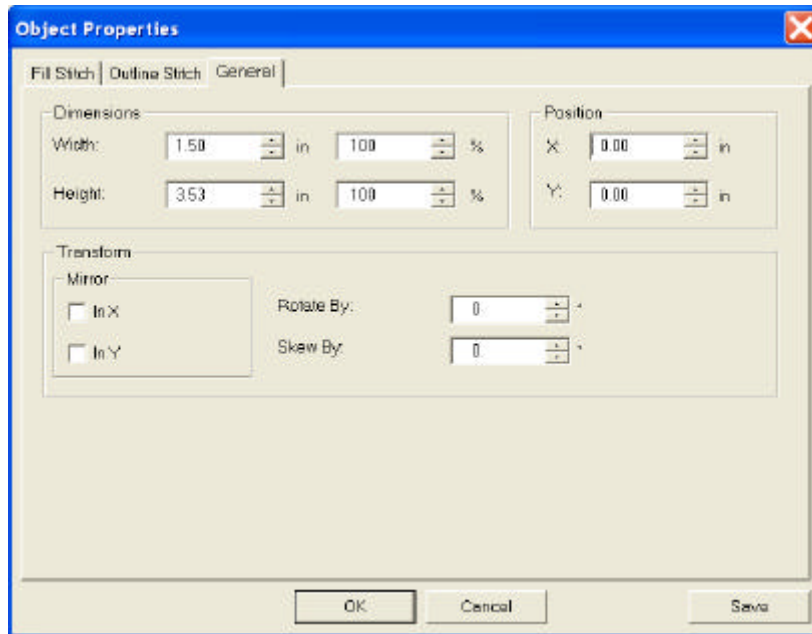 Object Properties
Fill Stitch Outline Stitch General
Dimensions Position
Width: 1.50 in 100 % X: 0.00 in
Height: 3.53 in 100 % Y: 0.00 in
Transform
Mirror
In X Rotate By: 0 °
In Y Skew By: 0 °
OK Cancel Save